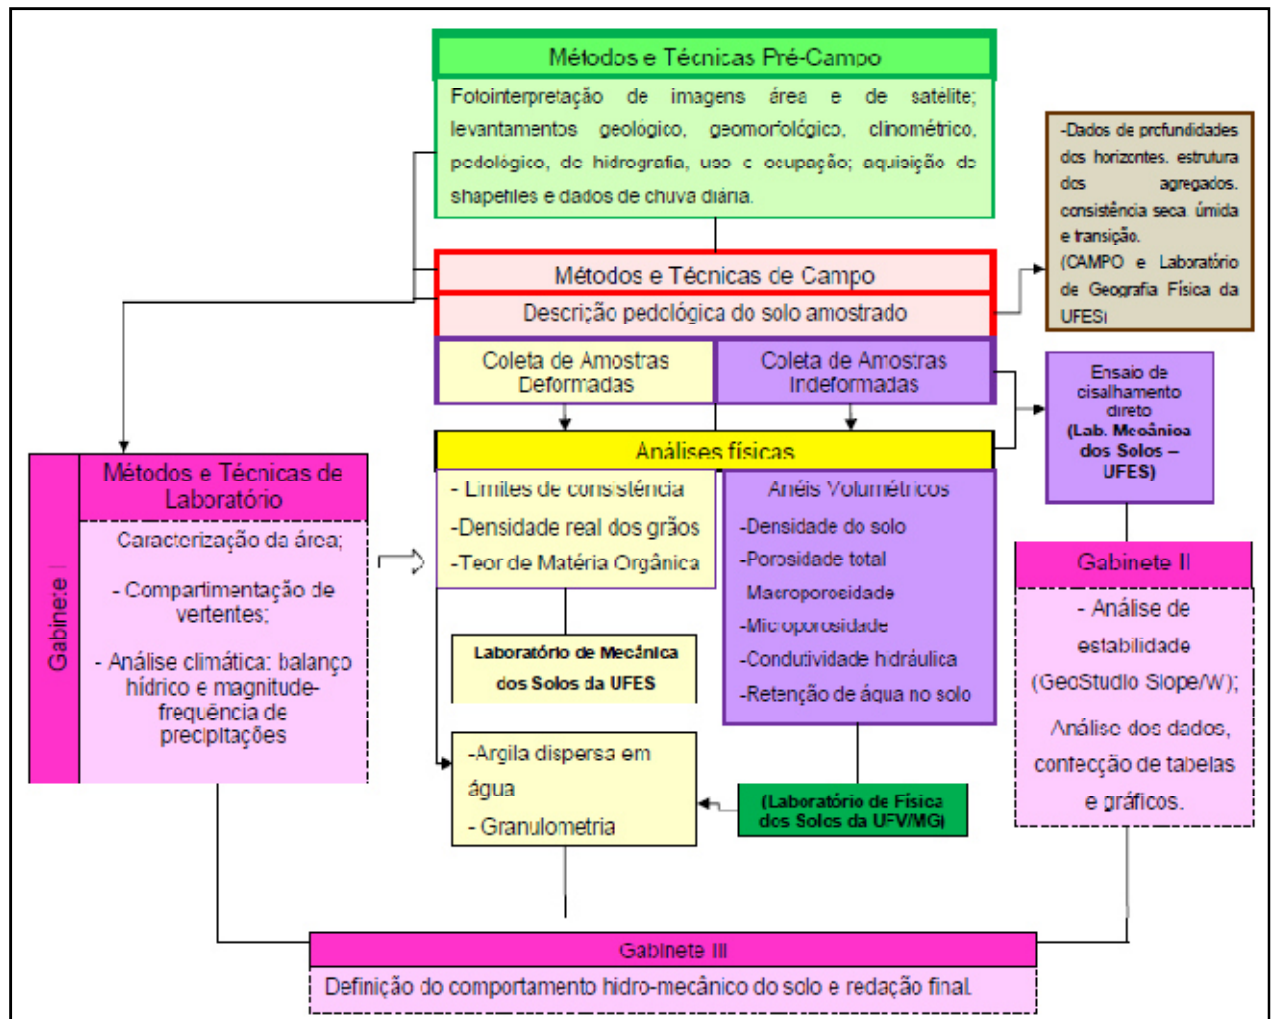 Métodos e Técnicas Pré-Campo
Fotointerpretação de imagens área e de satélite;
levantamentos geológico, geomorfológico, clinométrico,
pedológico, de hidrografia, uso e ocupação; aquisição de
shapefiles e dados de chuva diária.
-Dados de profundidades
dos horizontes, estrutura
dos agregados,
consistência seca, úmida
e transição.
(CAMPO e Laboratório
de Geografia Física da
UFES)
Métodos e Técnicas de Campo
Descrição pedológica do solo amostrado
Coleta de Amostras
Deformadas
Coleta de Amostras
Indeformadas
Ensaio de
cisalhamento
direto
(Lab. Mecânica
dos Solos –
UFES)
Análises físicas
- Limites de consistência
-Densidade real dos grãos
-Teor de Matéria Orgânica
Anéis Volumétricos
-Densidade do solo
-Porosidade total
Macroporosidade
-Microporosidade
-Condutividade hidráulica
-Retenção de água no solo
Gabinete I
Métodos e Técnicas de
Laboratório
Caracterização da área;
- Compartimentação de
vertentes;
- Análise climática: balanço
hídrico e magnitude-
frequência de
precipitações
Laboratório de Mecânica
dos Solos da UFES
-Argila dispersa em
água
- Granulometria
(Laboratório de Física
dos Solos da UFV/MG)
Gabinete II
- Análise de
estabilidade
(GeoStudio Slope/W);
Análise dos dados,
confecção de tabelas
e gráficos.
Gabinete III
Definição do comportamento hidro-mecânico do solo e redação final.